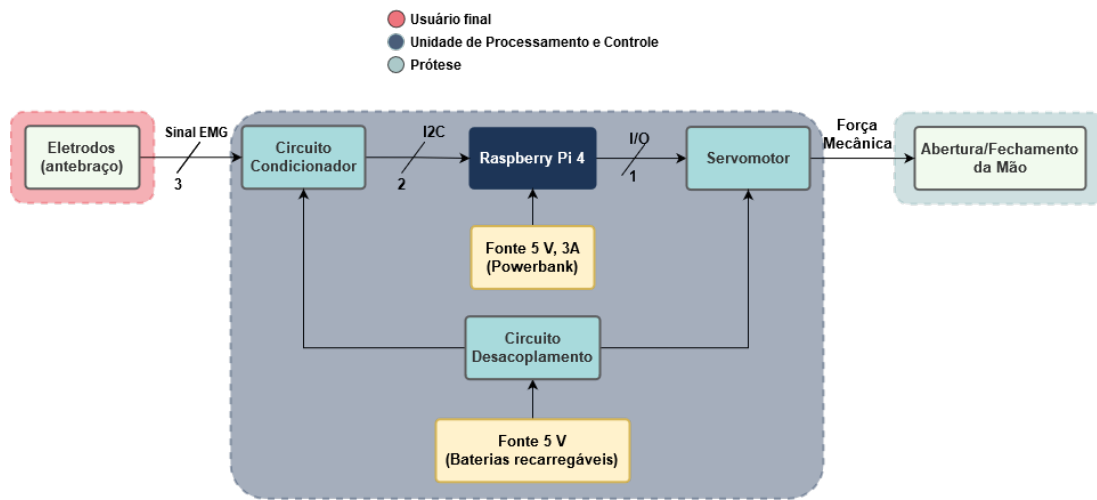 Usuário final
Unidade de Processamento e Controle
Prótese
Eletrodos
(antebraço)
Sinal EMG
3
Circuito
Condicionador
I2C
2
Raspberry Pi 4
I/O
1
Servomotor
Força
Mecânica
Abertura/Fechamento
da Mão
Fonte 5 V, 3A
(Powerbank)
Circuito
Desacoplamento
Fonte 5 V
(Baterias recarregáveis)